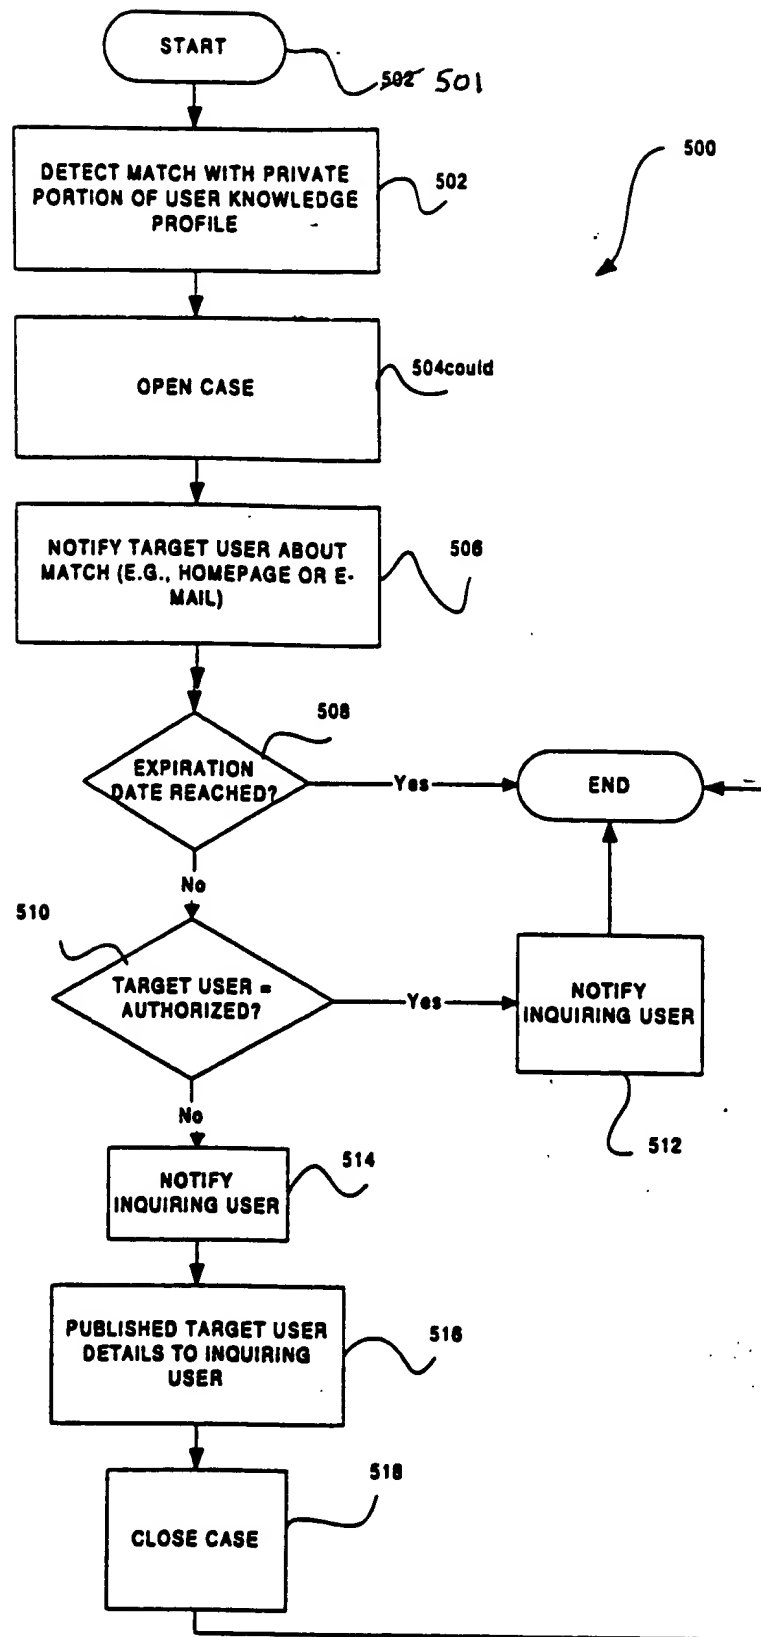 START
502 501
500
DETECT MATCH WITH PRIVATE
PORTION OF USER KNOWLEDGE
PROFILE
502
OPEN CASE
504could
NOTIFY TARGET USER ABOUT
MATCH (E.G., HOMEPAGE OR E-
MAIL)
506
508
EXPIRATION
DATE REACHED?
Yes
END
No
510
TARGET USER =
AUTHORIZED?
Yes
NOTIFY
INQUIRING USER
512
No
514
NOTIFY
INQUIRING USER
PUBLISHED TARGET USER
DETAILS TO INQUIRING
USER
516
518
CLOSE CASE